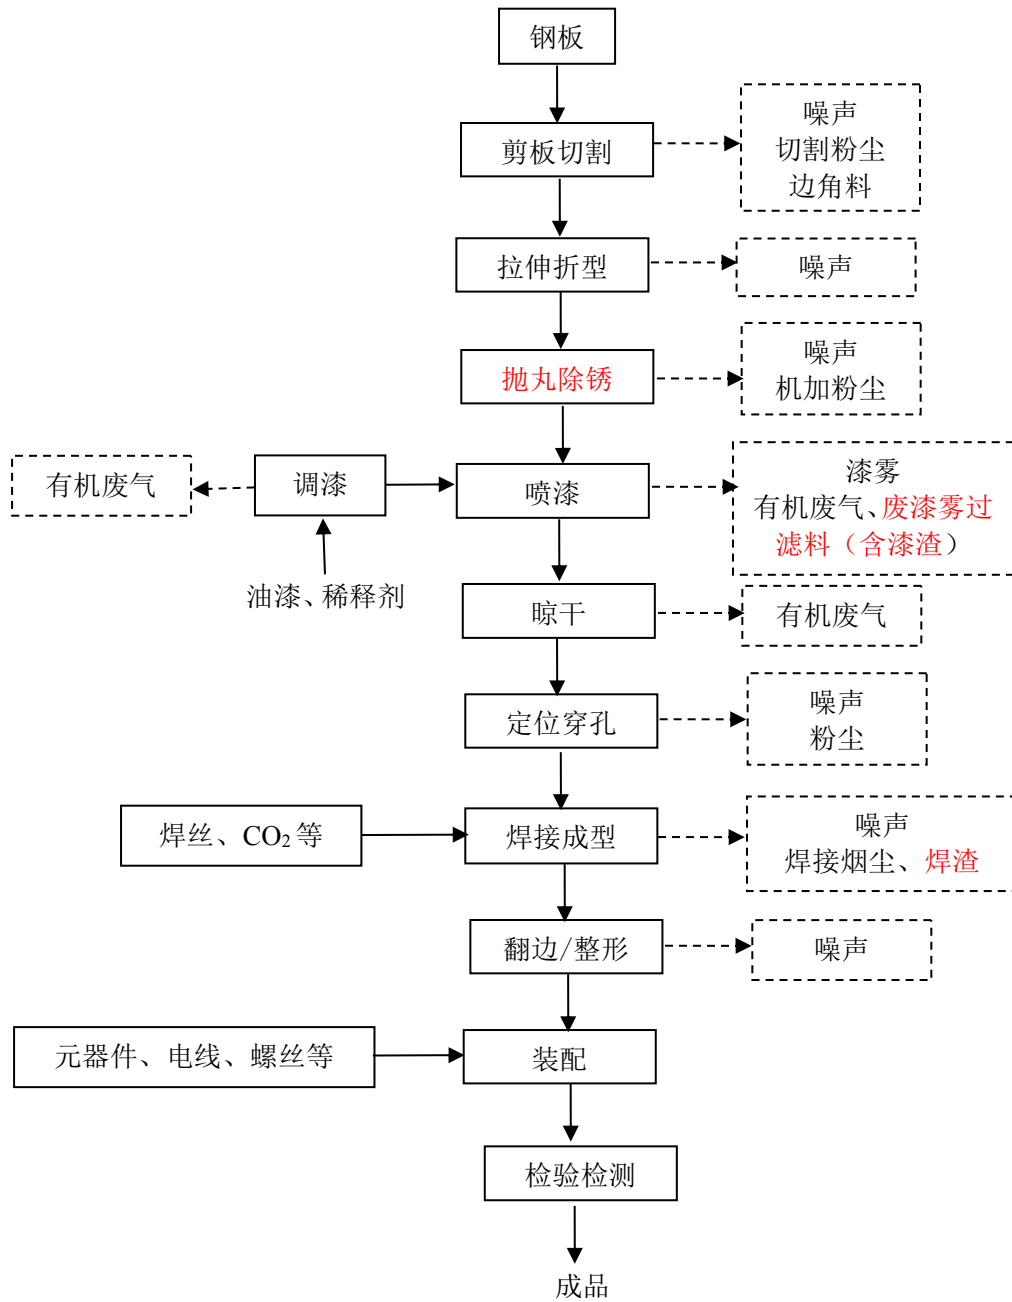 钢板
噪声
切割粉尘
边角料
剪板切割
拉伸折型
噪声
噪声
机加粉尘
抛丸除锈
有机废气
调漆
喷漆
漆雾
有机废气、废漆雾过
滤料（含漆渣）
油漆、稀释剂
晾干
有机废气
定位穿孔
噪声
粉尘
焊丝、CO₂等
焊接成型
噪声
焊接烟尘、焊渣
翻边/整形
噪声
元器件、电线、螺丝等
装配
检验检测
成品